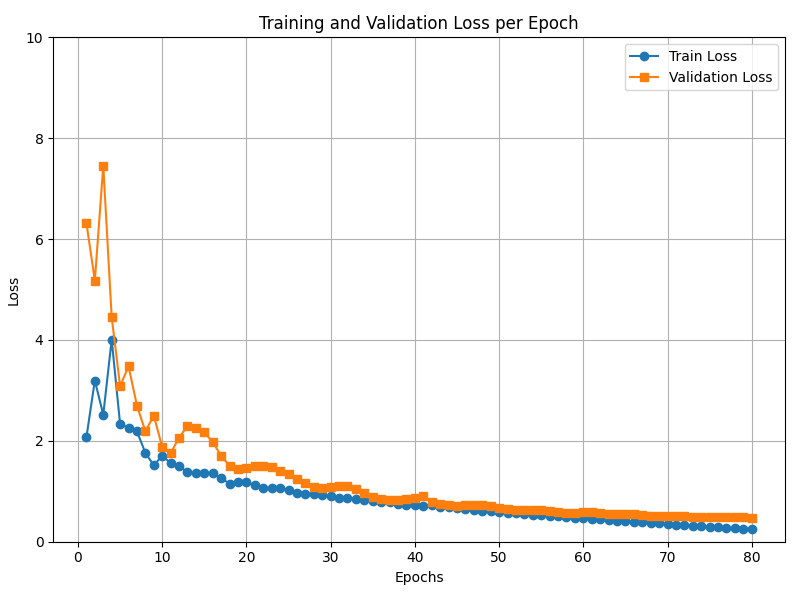 Training and Validation Loss per Epoch
10
8
6
4
2
0
Loss
Train Loss
Validation Loss
0 10 20 30 40 50 60 70 80
Epochs